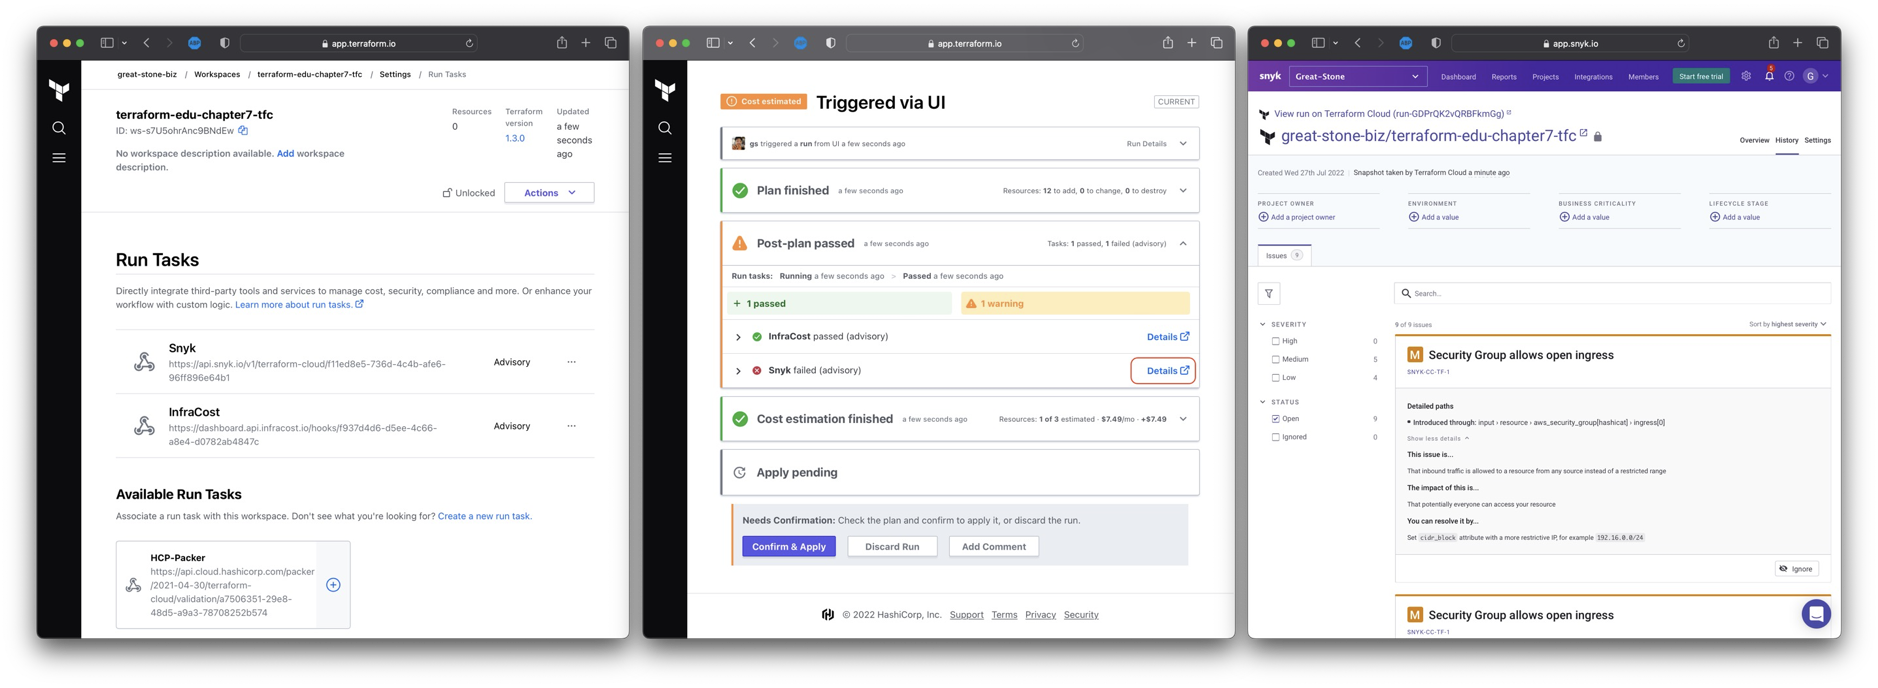 app.terraform.io
great-stone-biz / Workspaces / terraform-edu-chapter7-tfc / Settings / Run Tasks
terraform-edu-chapter7-tfc
ID: ws-s7U5ohrAnc9BNdEw
No workspace description available. Add workspace
description.
Resources
0
Terraform
version
1.3.0
Updated
a few
seconds
ago
Unlocked
Actions
Run Tasks
Directly integrate third-party tools and services to manage cost, security, compliance and more. Or enhance your
workflow with custom logic. Learn more about run tasks.
Snyk
https://api.snyk.io/v1/terraform-cloud/f11ed8e5-736d-4c4b-afe6-
96ff896e64b1
Advisory
...
InfraCost
https://dashboard.api.infracost.io/hooks/f937d4d6-d5ee-4c66-
a8e4-d0782ab4847c
Advisory
...
Available Run Tasks
Associate a run task with this workspace. Don't see what you're looking for? Create a new run task.
HCP-Packer
https://api.cloud.hashicorp.com/packer
/2021-04-30/terraform-
cloud/validation/a7506351-29e8-
48d5-a9a3-78708252b574
app.terraform.io
Cost estimated
Triggered via UI
CURRENT
gs triggered a run from UI a few seconds ago
Run Details
Plan finished a few seconds ago
Resources: 12 to add, 0 to change, 0 to destroy
Post-plan passed a few seconds ago
Tasks: 1 passed, 1 failed (advisory)
Run tasks: Running a few seconds ago > Passed a few seconds ago
+ 1 passed
1 warning
InfraCost passed (advisory)
Details
Snyk failed (advisory)
Details
Cost estimation finished a few seconds ago
Resources: 1 of 3 estimated · $7.49/mo · +$7.49
Apply pending
Needs Confirmation: Check the plan and confirm to apply it, or discard the run.
Confirm & Apply
Discard Run
Add Comment
© 2022 HashiCorp, Inc. Support Terms Privacy Security
app.snyk.io
snyk
Great-Stone
Dashboard Reports Projects Integrations Members
Start free trial
5
G
View run on Terraform Cloud (run-GDPrQK2vQRBFkmGg)
great-stone-biz/terraform-edu-chapter7-tfc
Overview History Settings
Created Wed 27th Jul 2022 | Snapshot taken by Terraform Cloud a minute ago
PROJECT OWNER
Add a project owner
ENVIRONMENT
Add a value
BUSINESS CRITICALITY
Add a value
LIFECYCLE STAGE
Add a value
Issues 9
Search...
SEVERITY
High 0
Medium 5
Low 4
STATUS
Open 9
Ignored 0
9 of 9 issues
Sort by highest severity
M Security Group allows open ingress
SNYK-CC-TF-1
Detailed paths
• Introduced through: input › resource › aws_security_group[hashicat] › ingress[0]
Show less details
This issue is...
That inbound traffic is allowed to a resource from any source instead of a restricted range
The impact of this is...
That potentially everyone can access your resource
You can resolve it by...
Set cidr_block attribute with a more restrictive IP, for example 192.16.0.0/24
Ignore
M Security Group allows open ingress
SNYK-CC-TF-1